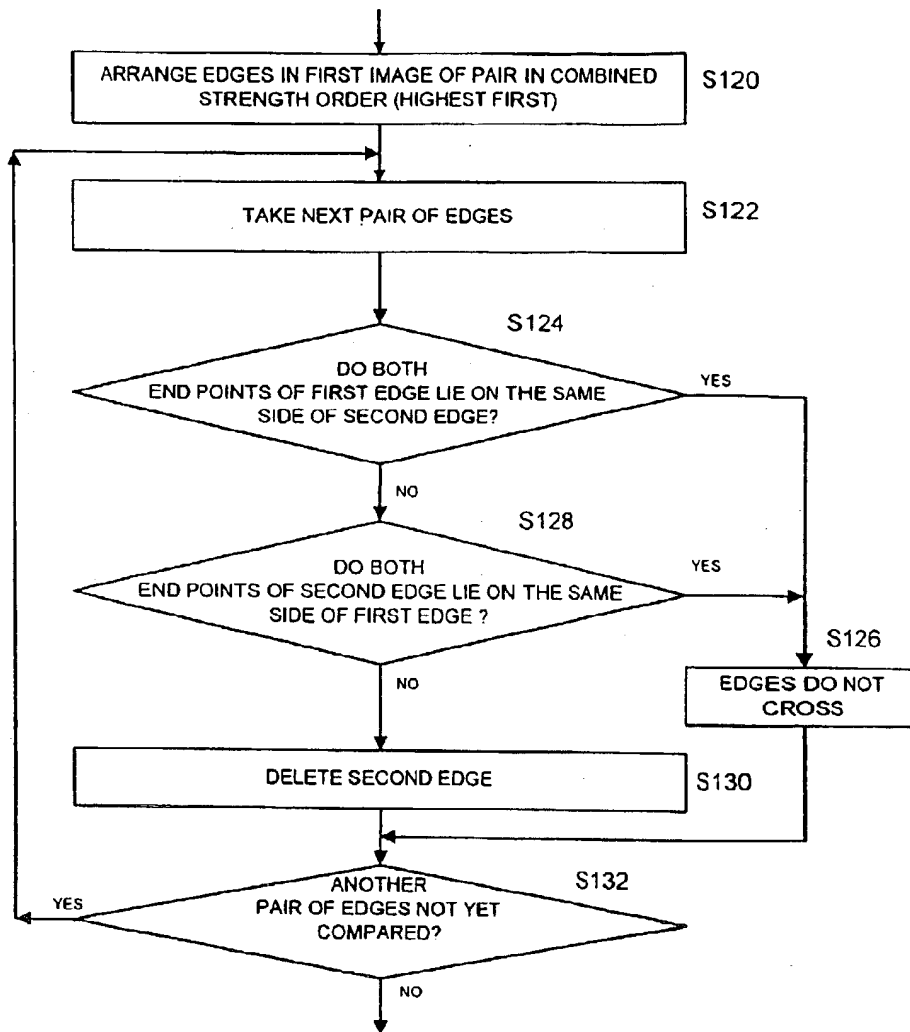 ARRANGE EDGES IN FIRST IMAGE OF PAIR IN COMBINED
STRENGTH ORDER (HIGHEST FIRST)
S120
TAKE NEXT PAIR OF EDGES
S122
S124
DO BOTH
END POINTS OF FIRST EDGE LIE ON THE SAME
SIDE OF SECOND EDGE?
YES
NO
S128
DO BOTH
END POINTS OF SECOND EDGE LIE ON THE SAME
SIDE OF FIRST EDGE ?
YES
NO
S126
EDGES DO NOT
CROSS
DELETE SECOND EDGE
S130
S132
ANOTHER
PAIR OF EDGES NOT YET
COMPARED?
YES
NO